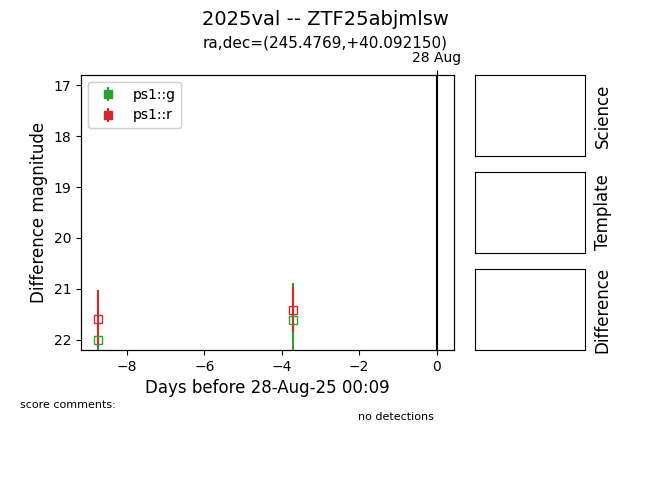 2025val -- ZTF25abjmlsw
ra,dec=(245.4769,+40.092150)
28 Aug
ps1::g
ps1::r
17
18
19
20
21
22
Difference magnitude
−8
−6
−4
−2
0
Days before 28-Aug-25 00:09
Science
Template
Difference
score comments:
no detections